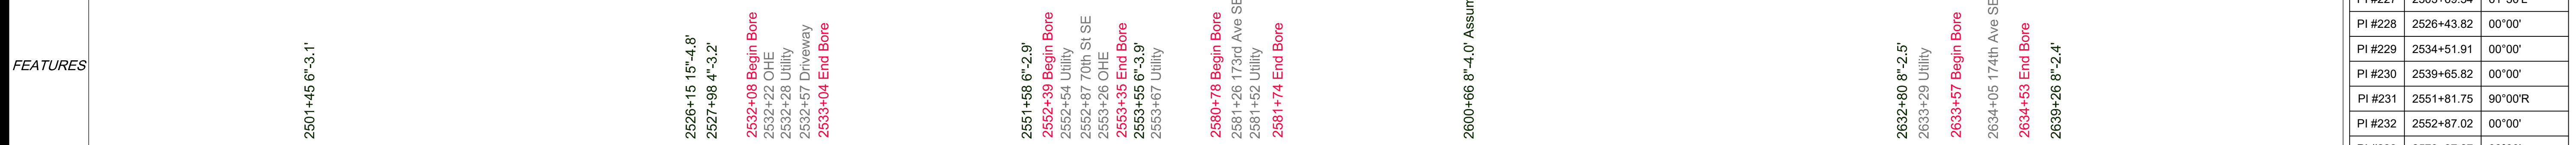 FEATURES
2501+45 6"-3.1'
2526+15 15"-4.8'
2527+98 4"-3.2'
2532+08 Begin Bore
2532+22 OHE
2532+28 Utility
2532+57 Driveway
2533+04 End Bore
2551+58 6"-2.9'
2552+39 Begin Bore
2552+54 Utility
2552+87 70th St SE
2553+26 OHE
2553+35 End Bore
2553+55 6"-3.9'
2553+67 Utility
2580+78 Begin Bore
2581+26 173rd Ave SE
2581+52 Utility
2581+74 End Bore
2600+66 8"-4.0' Assum
2632+80 8"-2.5'
2633+29 Utility
2633+57 Begin Bore
2634+05 174th Ave SE
2634+53 End Bore
2639+26 8"-2.4'
PI #228 2526+43.82 00°00'
PI #229 2534+51.91 00°00'
PI #230 2539+65.82 00°00'
PI #231 2551+81.75 90°00'R
PI #232 2552+87.02 00°00'